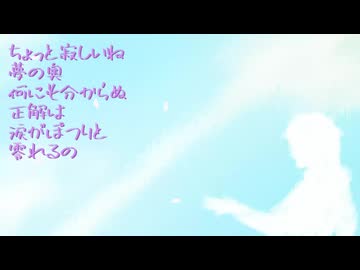 ちょっと寂しいね
夢の奥
何にも分からぬ
正解は
涙がぽつりと
零れるの